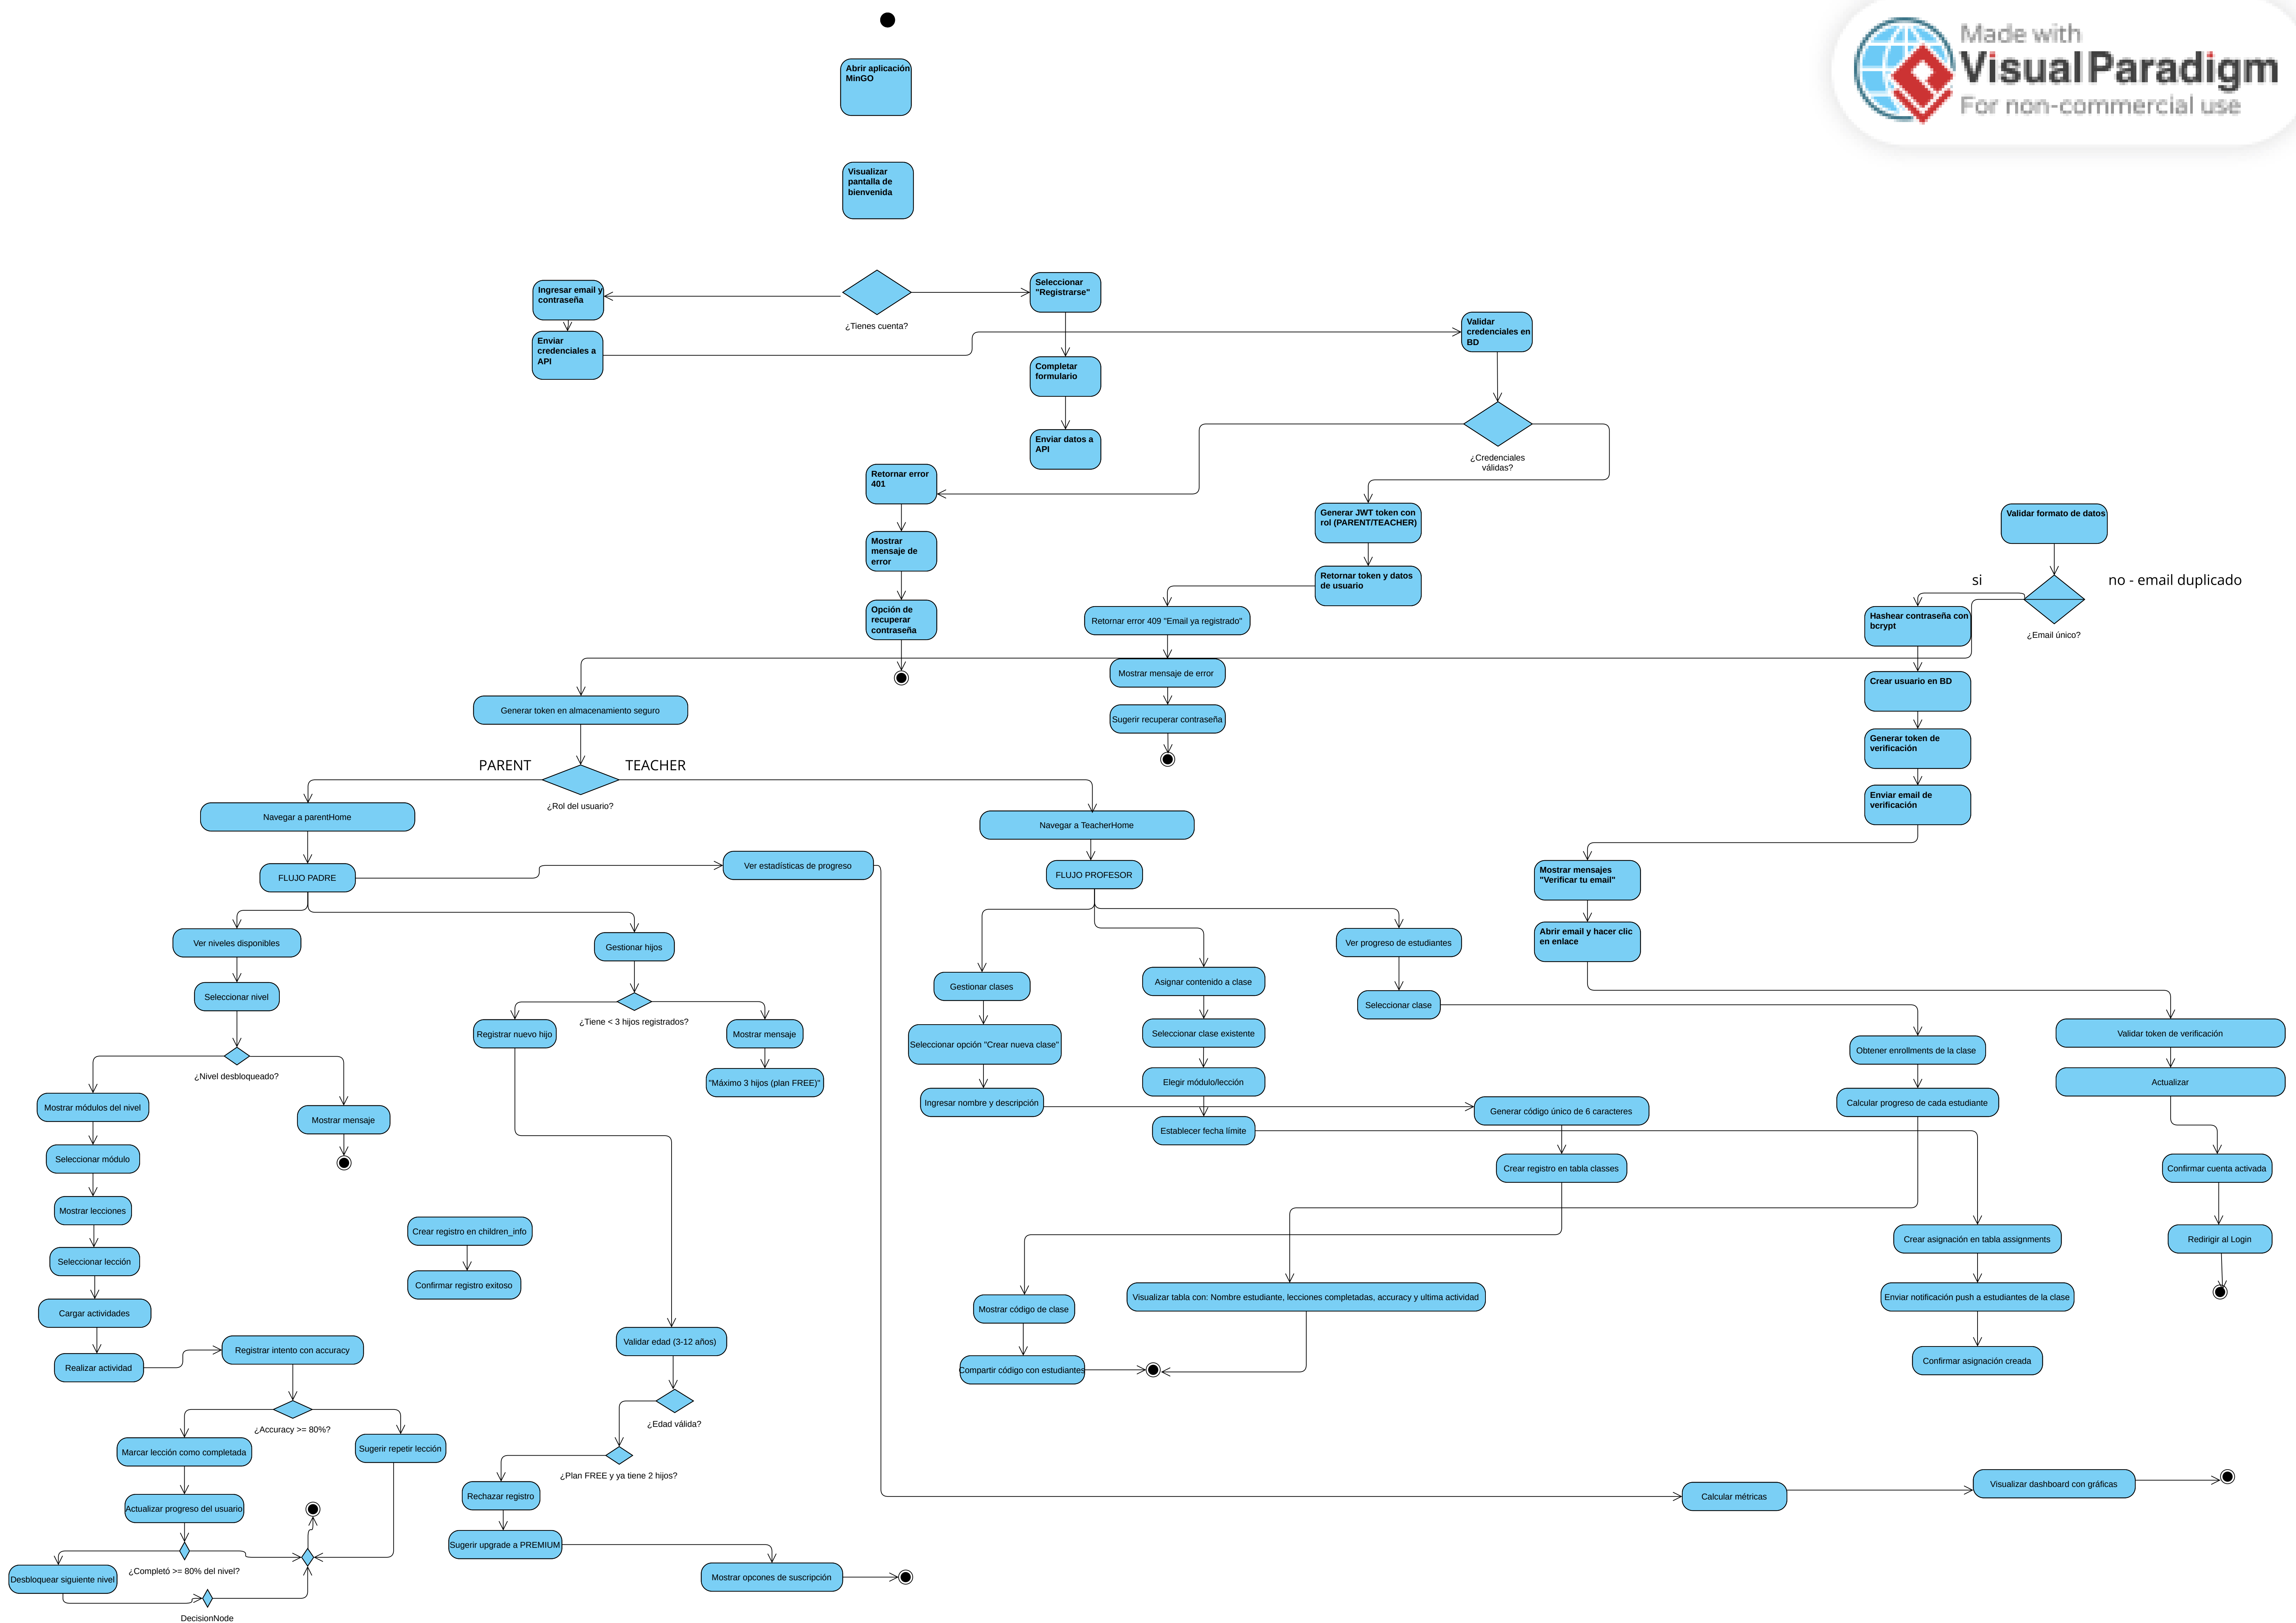 Made with
Visual Paradigm
For non-commercial use
Abrir aplicación
MinGO
Visualizar
pantalla de
bienvenida
Ingresar email y
contraseña
¿Tienes cuenta?
Seleccionar
"Registrarse"
Enviar
credenciales a
API
Validar
credenciales en
BD
Completar
formulario
Enviar datos a
API
¿Credenciales
válidas?
Retornar error
401
Mostrar
mensaje de
error
Opción de
recuperar
contraseña
Generar JWT token con
rol (PARENT/TEACHER)
Retornar token y datos
de usuario
Validar formato de datos
si
no - email duplicado
¿Email único?
Hashear contraseña con
bcrypt
Retornar error 409 "Email ya registrado"
Mostrar mensaje de error
Sugerir recuperar contraseña
Crear usuario en BD
Generar token de
verificación
Enviar email de
verificación
Generar token en almacenamiento seguro
PARENT
TEACHER
¿Rol del usuario?
Navegar a parentHome
Navegar a TeacherHome
FLUJO PADRE
Ver estadísticas de progreso
FLUJO PROFESOR
Mostrar mensajes
"Verificar tu email"
Abrir email y hacer clic
en enlace
Ver niveles disponibles
Gestionar hijos
Ver progreso de estudiantes
Seleccionar nivel
Gestionar clases
Asignar contenido a clase
Seleccionar clase
¿Tiene < 3 hijos registrados?
Registrar nuevo hijo
Mostrar mensaje
"Máximo 3 hijos (plan FREE)"
Seleccionar opción "Crear nueva clase"
Seleccionar clase existente
Obtener enrollments de la clase
Validar token de verificación
¿Nivel desbloqueado?
Elegir módulo/lección
Actualizar
Mostrar módulos del nivel
Mostrar mensaje
Ingresar nombre y descripción
Establecer fecha límite
Generar código único de 6 caracteres
Calcular progreso de cada estudiante
Seleccionar módulo
Crear registro en tabla classes
Confirmar cuenta activada
Mostrar lecciones
Crear registro en children_info
Crear asignación en tabla assignments
Redirigir al Login
Seleccionar lección
Confirmar registro exitoso
Cargar actividades
Mostrar código de clase
Visualizar tabla con: Nombre estudiante, lecciones completadas, accuracy y ultima actividad
Enviar notificación push a estudiantes de la clase
Realizar actividad
Registrar intento con accuracy
Validar edad (3-12 años)
Compartir código con estudiantes
Confirmar asignación creada
¿Accuracy >= 80%?
¿Edad válida?
Marcar lección como completada
Sugerir repetir lección
¿Plan FREE y ya tiene 2 hijos?
Rechazar registro
Calcular métricas
Visualizar dashboard con gráficas
Actualizar progreso del usuario
Sugerir upgrade a PREMIUM
¿Completó >= 80% del nivel?
Desbloquear siguiente nivel
Mostrar opcones de suscripción
DecisionNode